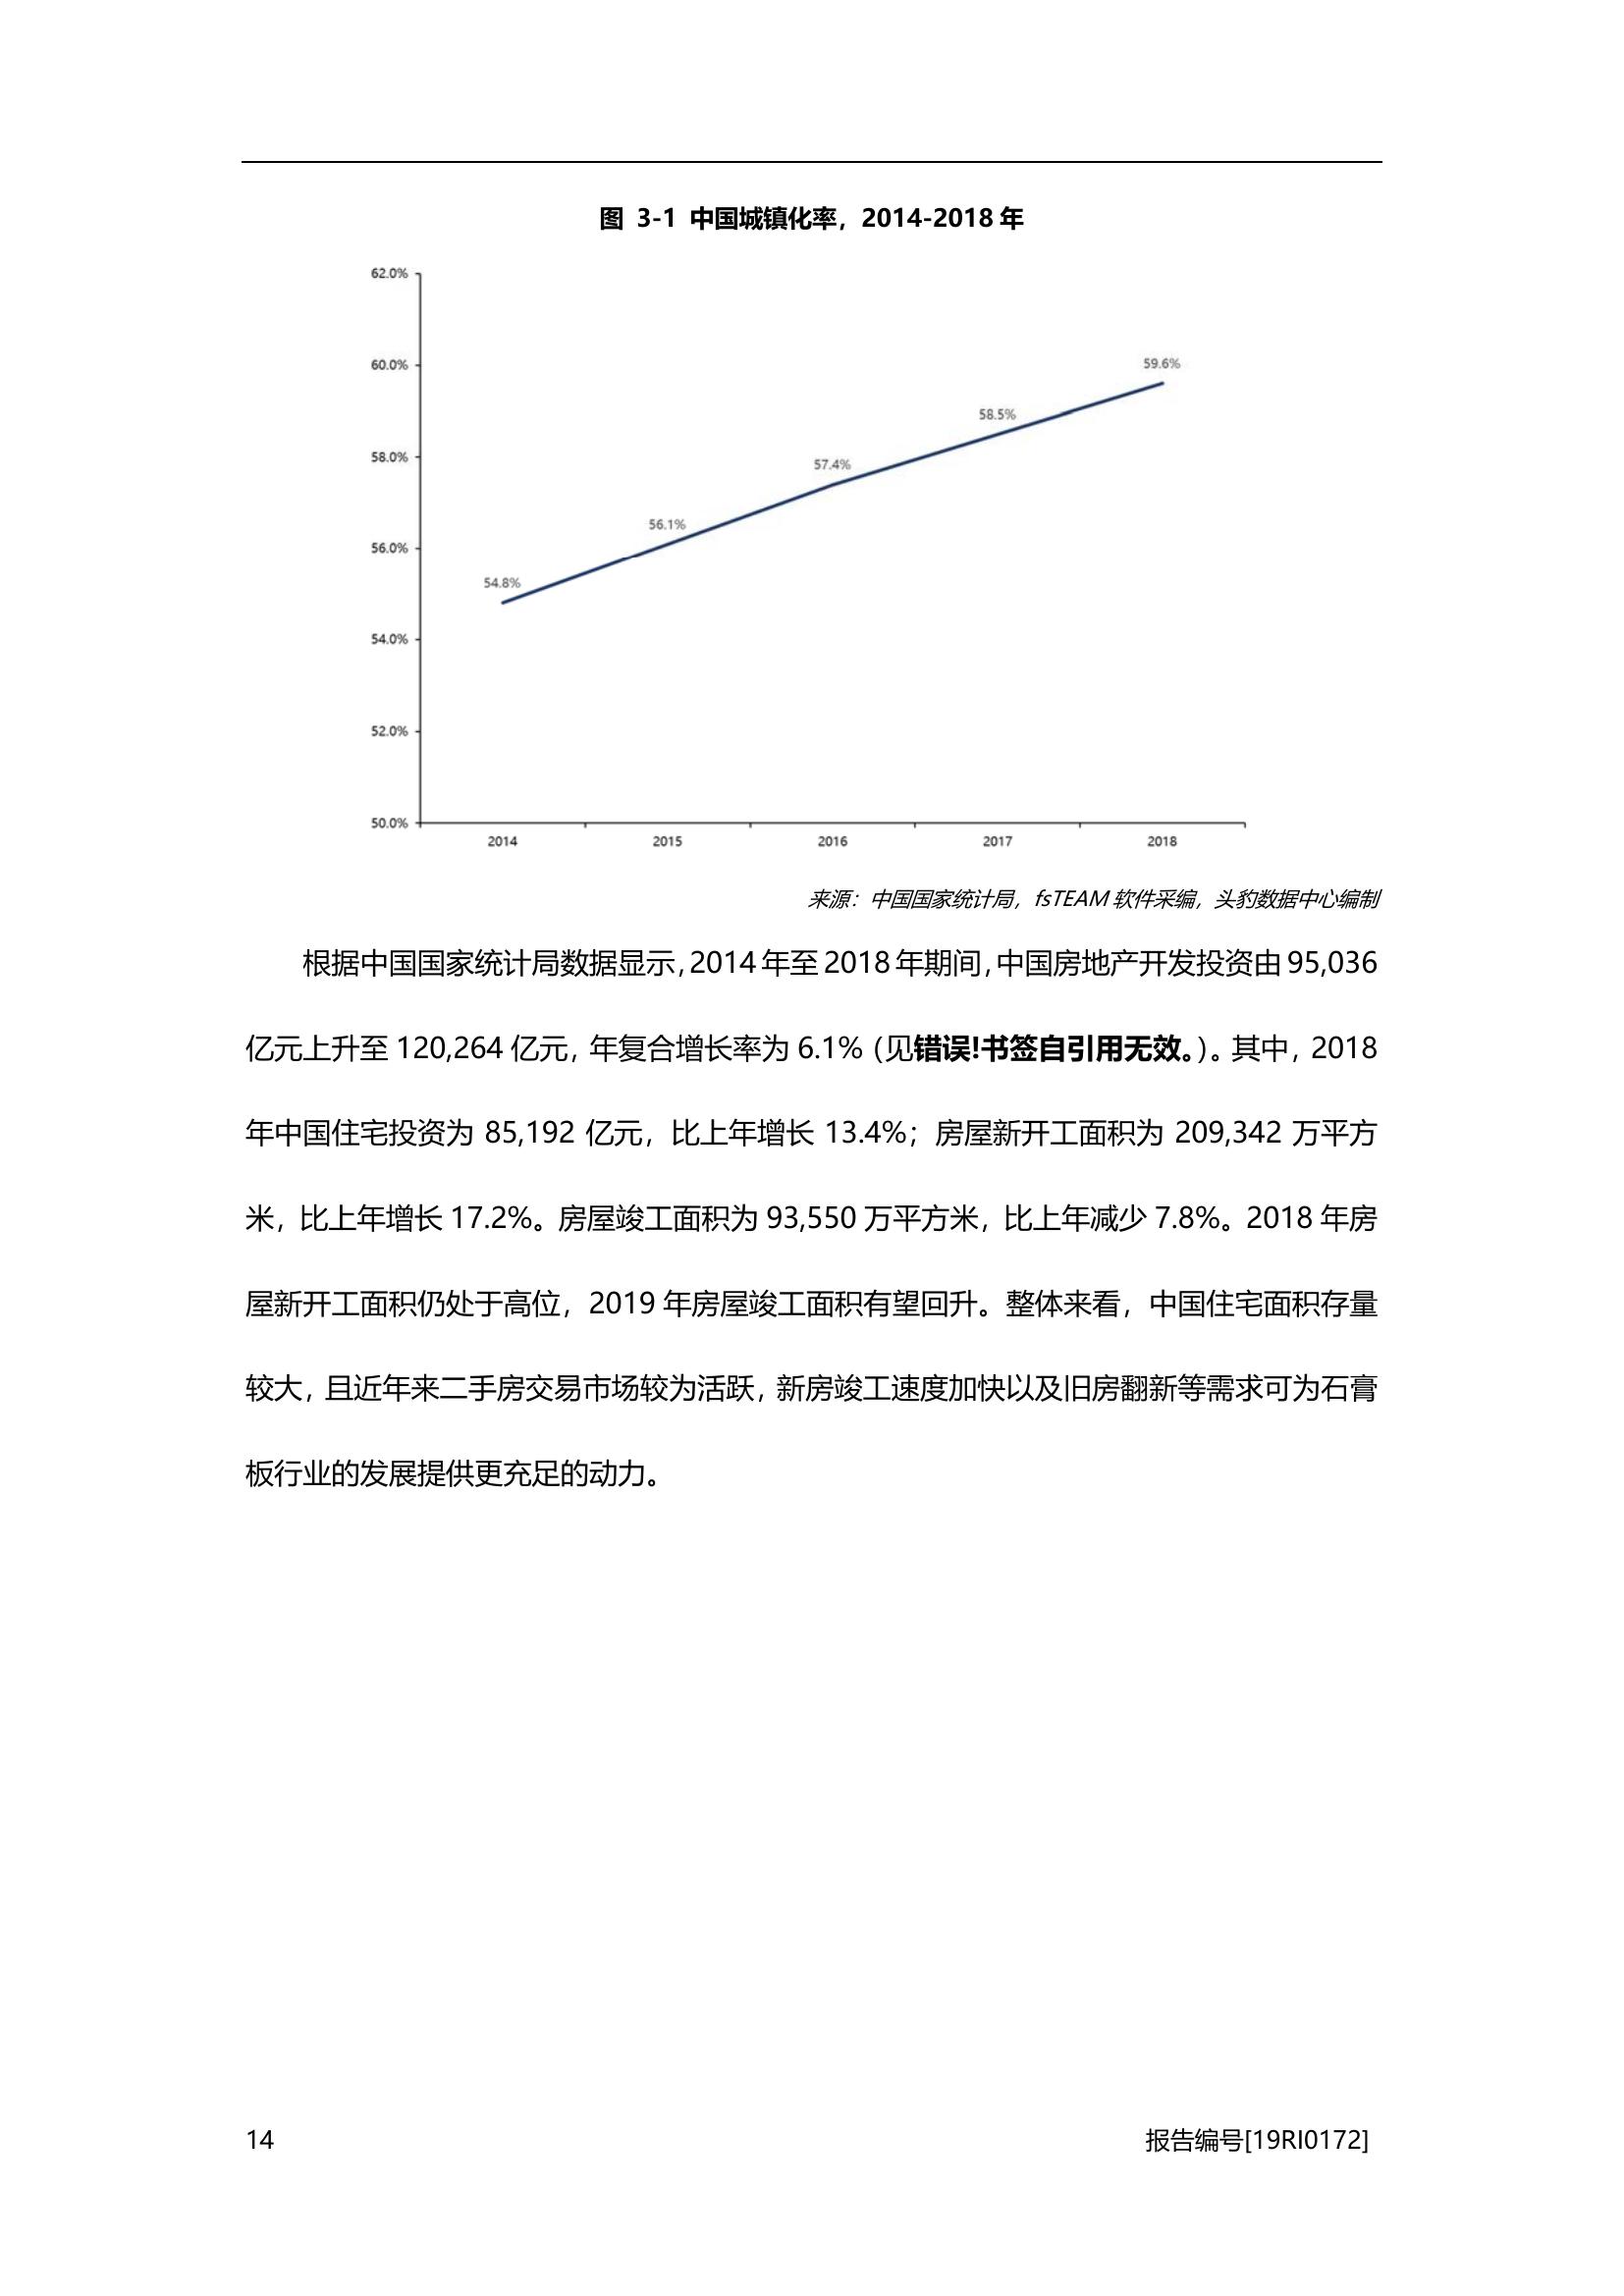 图 3-1 中国城镇化率，2014-2018 年
62.0%
60.0%
58.0%
56.0%
54.0%
52.0%
50.0%
54.8%
56.1%
57.4%
58.5%
59.6%
2014 2015 2016 2017 2018
来源：中国国家统计局，fsTEAM 软件采编，头豹数据中心编制
根据中国国家统计局数据显示，2014 年至 2018 年期间，中国房地产开发投资由 95,036
亿元上升至 120,264 亿元，年复合增长率为 6.1%（见错误!书签自引用无效。）。其中，2018
年中国住宅投资为 85,192 亿元，比上年增长 13.4%；房屋新开工面积为 209,342 万平方
米，比上年增长 17.2%。房屋竣工面积为 93,550 万平方米，比上年减少 7.8%。2018 年房
屋新开工面积仍处于高位，2019 年房屋竣工面积有望回升。整体来看，中国住宅面积存量
较大，且近年来二手房交易市场较为活跃，新房竣工速度加快以及旧房翻新等需求可为石膏
板行业的发展提供更充足的动力。
14 报告编号[19RI0172]